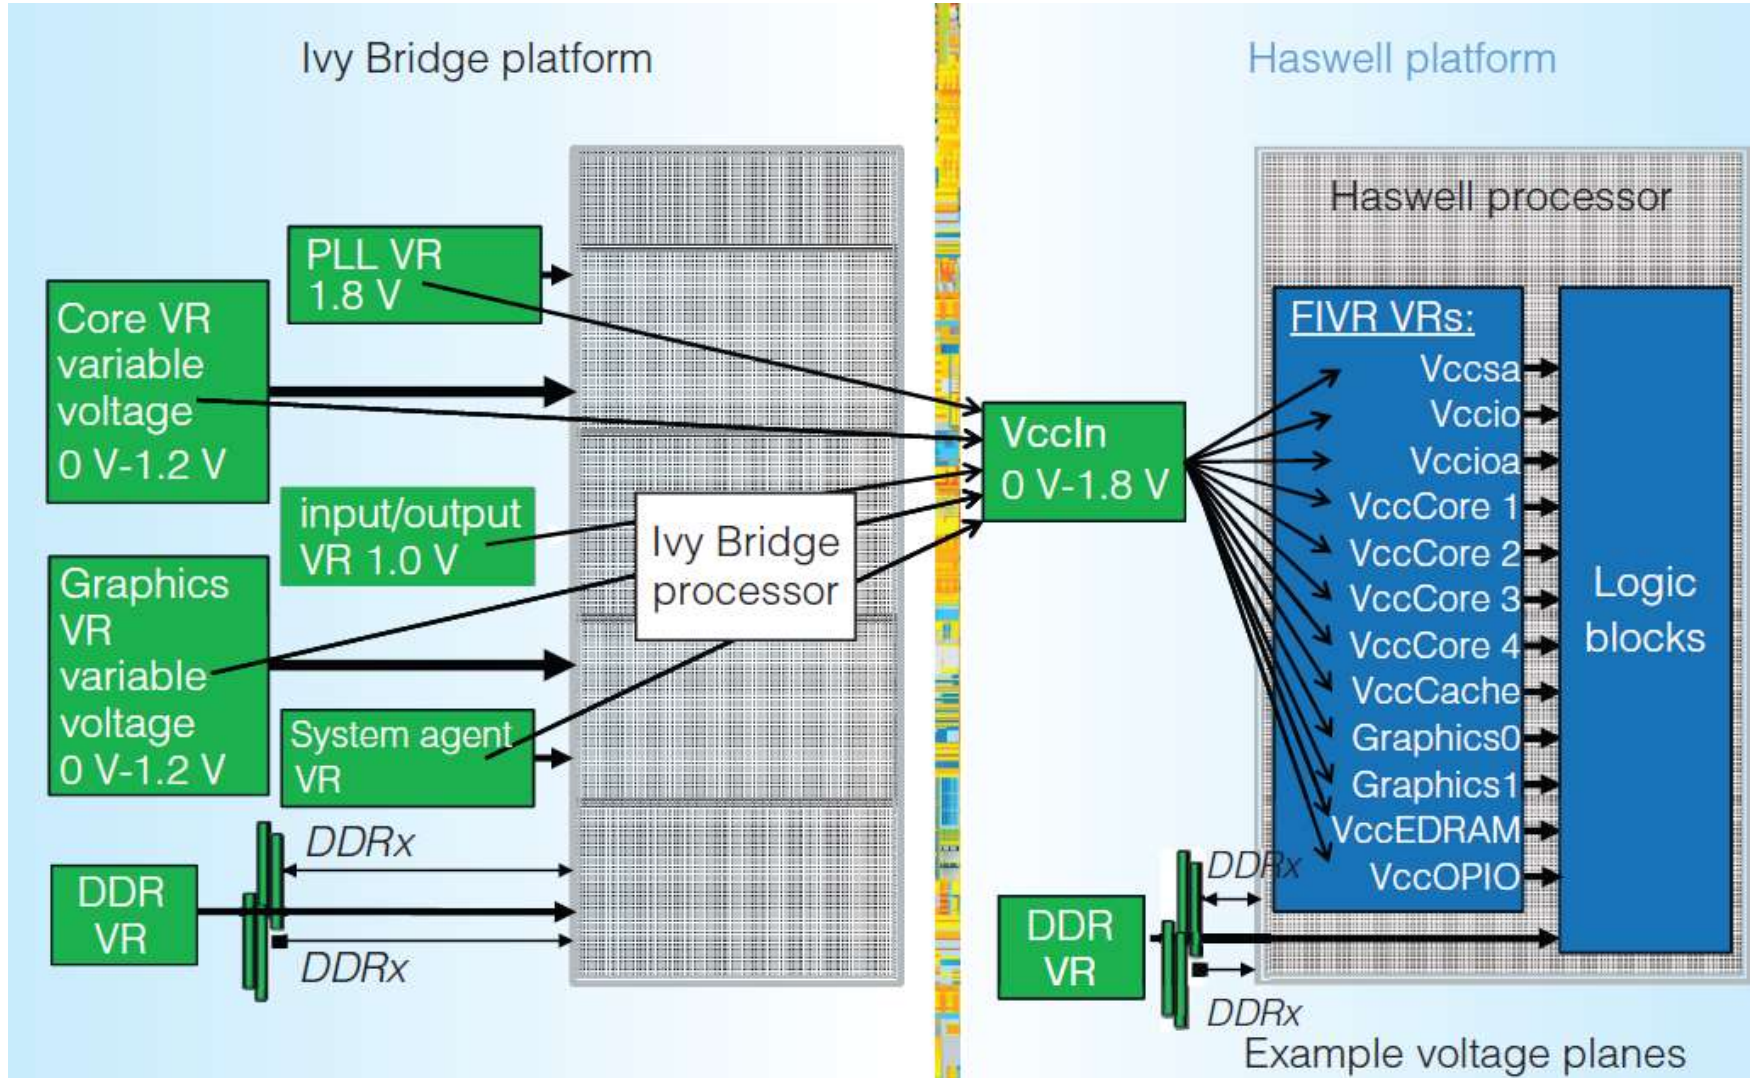 Ivy Bridge platform
PLL VR
1.8 V
Core VR
variable
voltage
0 V-1.2 V
input/output
VR 1.0 V
Ivy Bridge
processor
Graphics
VR
variable
voltage
0 V-1.2 V
System agent
VR
DDRx
DDR
VR
DDRx
Haswell platform
Haswell processor
VccIn
0 V-1.8 V
FIVR VRs:
Vccsa
Vccio
Vccioa
VccCore 1
VccCore 2
VccCore 3
VccCore 4
VccCache
Graphics0
Graphics1
VccEDRAM
VccOPIO
Logic
blocks
DDRx
DDR
VR
DDRx
Example voltage planes